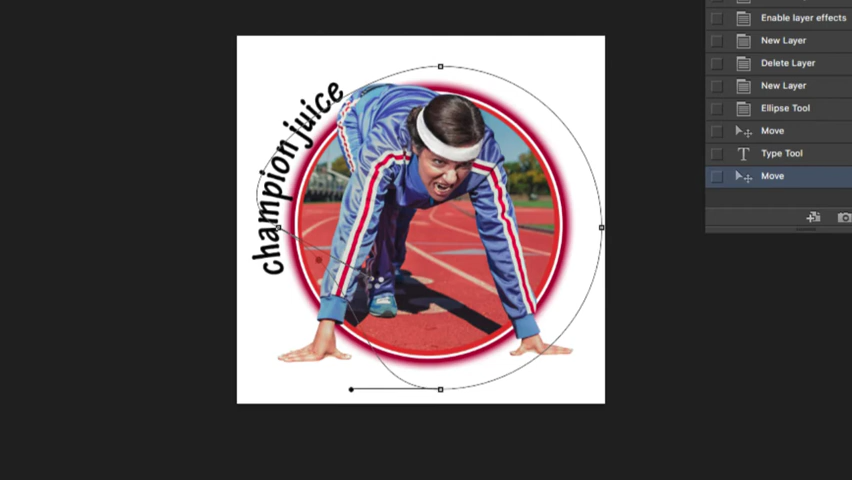 champion juice
Enable layer effects
New Layer
Delete Layer
New Layer
Ellipse Tool
Move
T Type Tool
Move